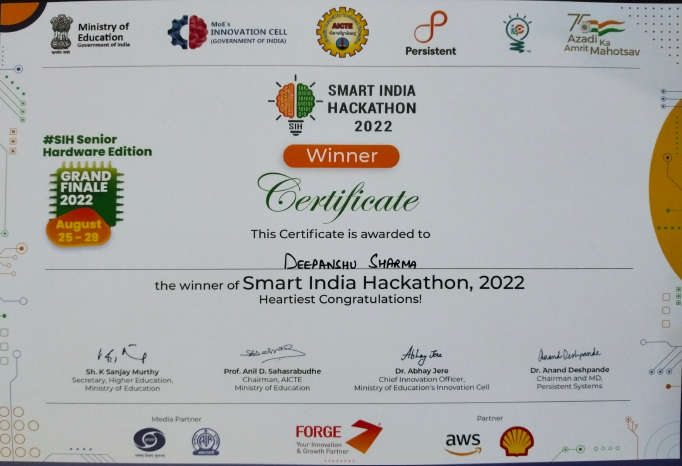 Ministry of
Education
Government of India
MoE's
INNOVATION CELL
(GOVERNMENT OF INDIA)
AICTE
Persistent
75
Azadi Ka
Amrit Mahotsav
SMART INDIA
HACKATHON
2022
SIH
Winner
#SIH Senior
Hardware Edition
GRAND
FINALE
2022
August
25 - 29
Certificate
This Certificate is awarded to
DEEPANSHU SHARMA
the winner of Smart India Hackathon, 2022
Heartiest Congratulations!
Abhay Jere
Anand Deshpande
Sh. K Sanjay Murthy
Secretary, Higher Education,
Ministry of Education
Prof. Anil D. Sahasrabudhe
Chairman, AICTE
Ministry of Education
Dr. Abhay Jere
Chief Innovation Officer,
Ministry of Education's Innovation Cell
Dr. Anand Deshpande
Chairman and MD,
Persistent Systems
Media Partner
FORGE
Your Innovation
& Growth Partner
Partner
aws